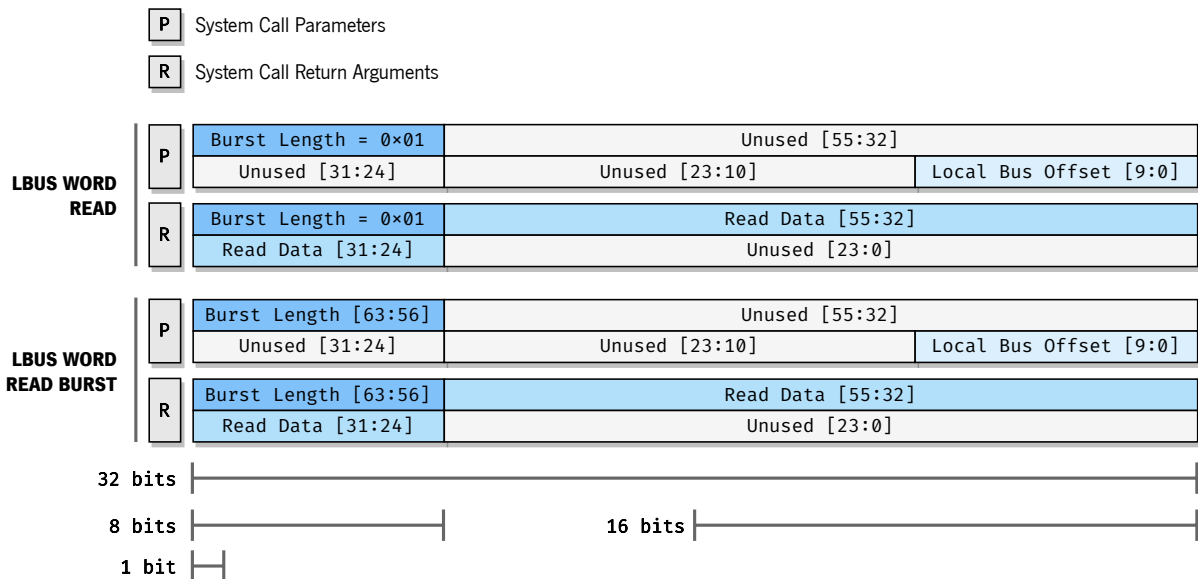 P System Call Parameters
R System Call Return Arguments
LBUS WORD
READ
P
Burst Length = 0×01 Unused [55:32]
Unused [31:24] Unused [23:10] Local Bus Offset [9:0]
R
Burst Length = 0×01 Read Data [55:32]
Read Data [31:24] Unused [23:0]
LBUS WORD
READ BURST
P
Burst Length [63:56] Unused [55:32]
Unused [31:24] Unused [23:10] Local Bus Offset [9:0]
R
Burst Length [63:56] Read Data [55:32]
Read Data [31:24] Unused [23:0]
32 bits
8 bits 16 bits
1 bit